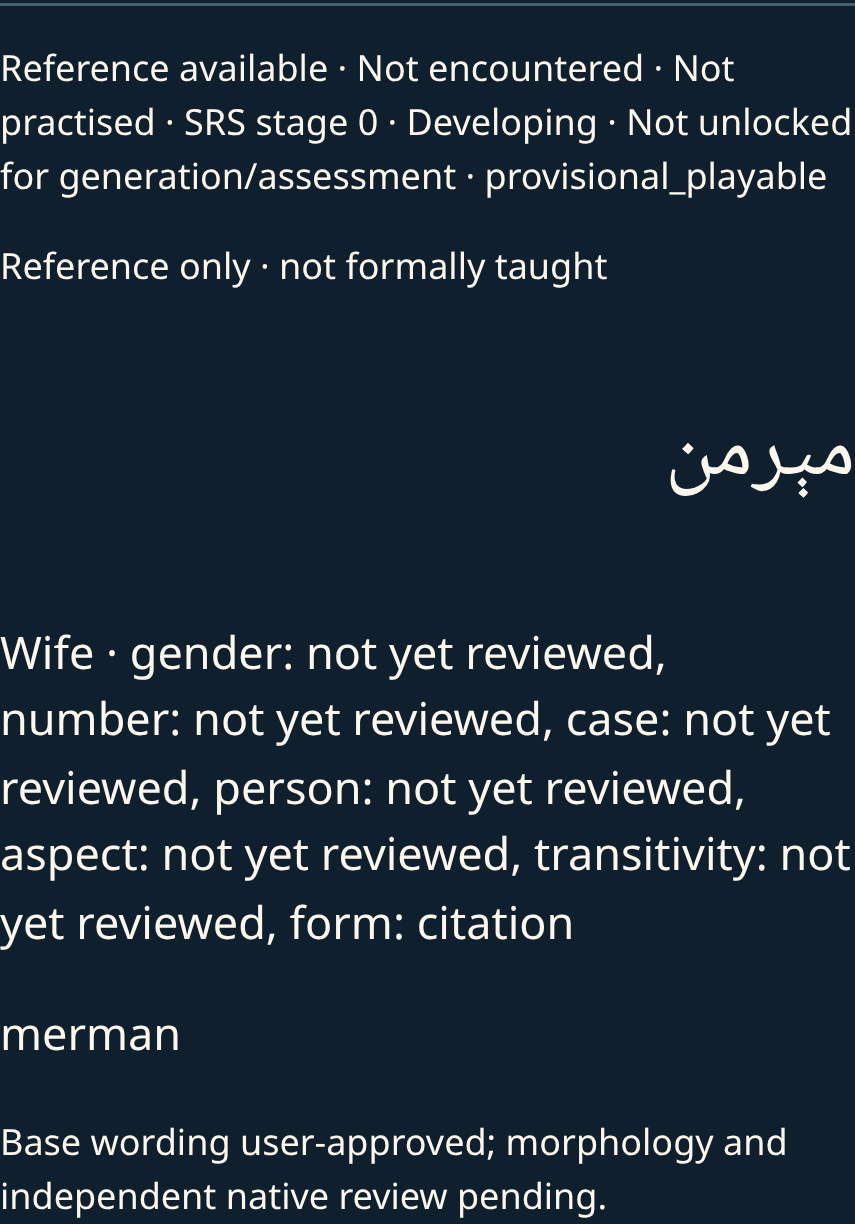 Reference available · Not encountered · Not
practised · SRS stage 0 · Developing · Not unlocked
for generation/assessment · provisional_playable
Reference only · not formally taught
مېرمن
Wife · gender: not yet reviewed,
number: not yet reviewed, case: not yet
reviewed, person: not yet reviewed,
aspect: not yet reviewed, transitivity: not
yet reviewed, form: citation
merman
Base wording user-approved; morphology and
independent native review pending.